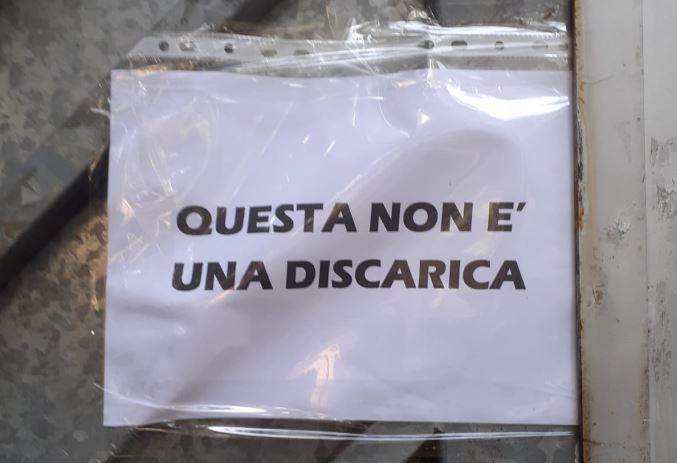 QUESTA NON E'
UNA DISCARICA